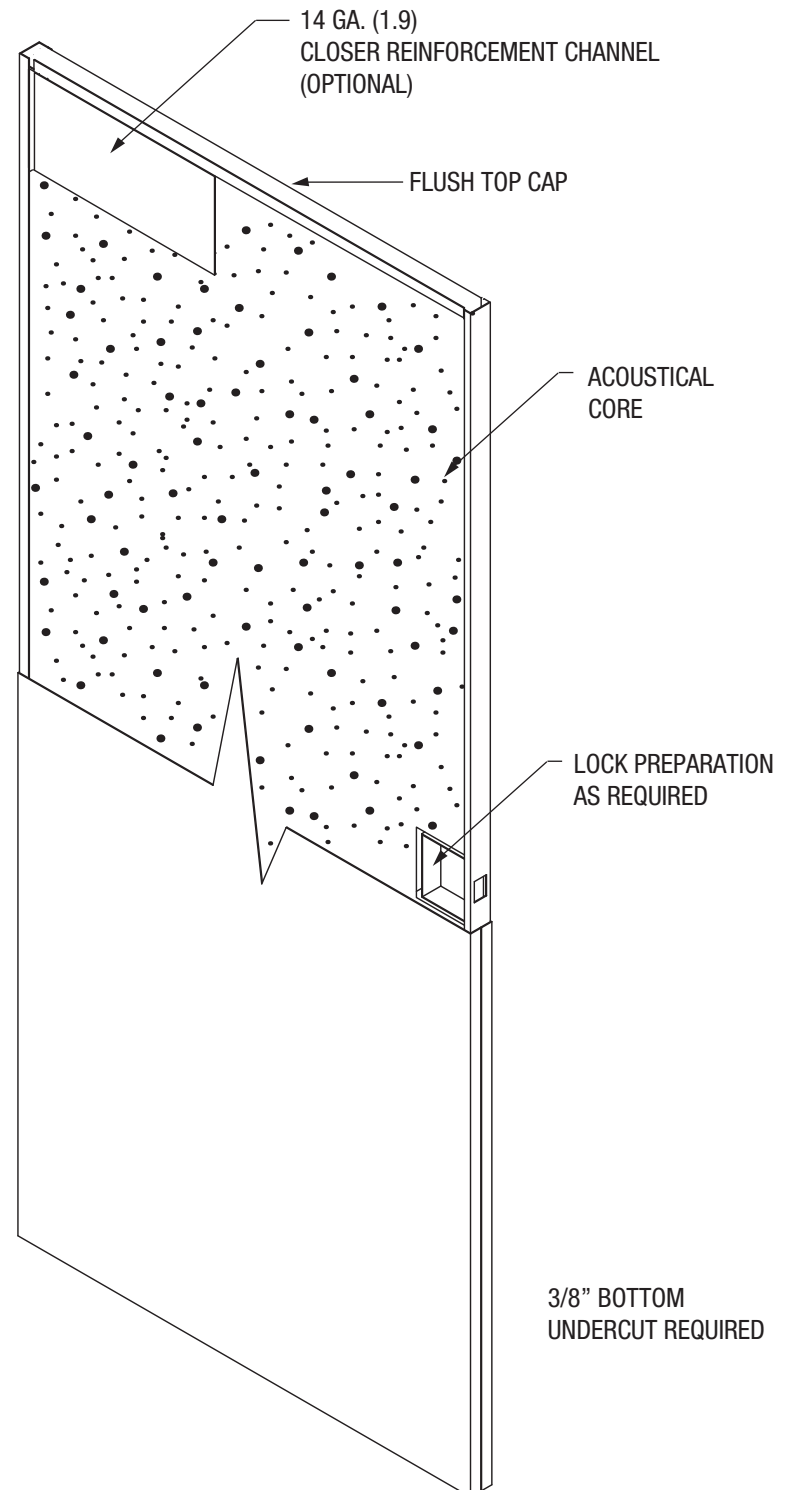 14 GA. (1.9)
CLOSER REINFORCEMENT CHANNEL
(OPTIONAL)
FLUSH TOP CAP
ACOUSTICAL
CORE
LOCK PREPARATION
AS REQUIRED
3/8” BOTTOM
UNDERCUT REQUIRED